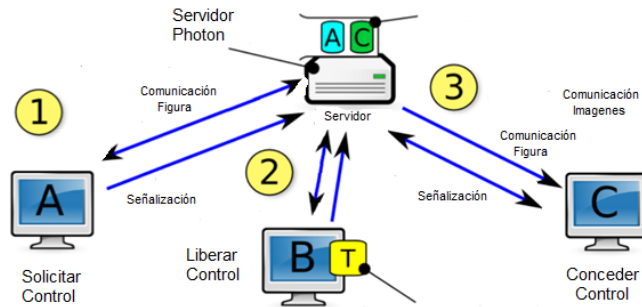 Servidor
Photon
A
C
1
Comunicación
Figura
3
Comunicación
Imagenes
Servidor
Comunicación
Figura
2
A
Señalización
Señalización
C
Liberar
Control
B
T
Solicitar
Control
Conceder
Control